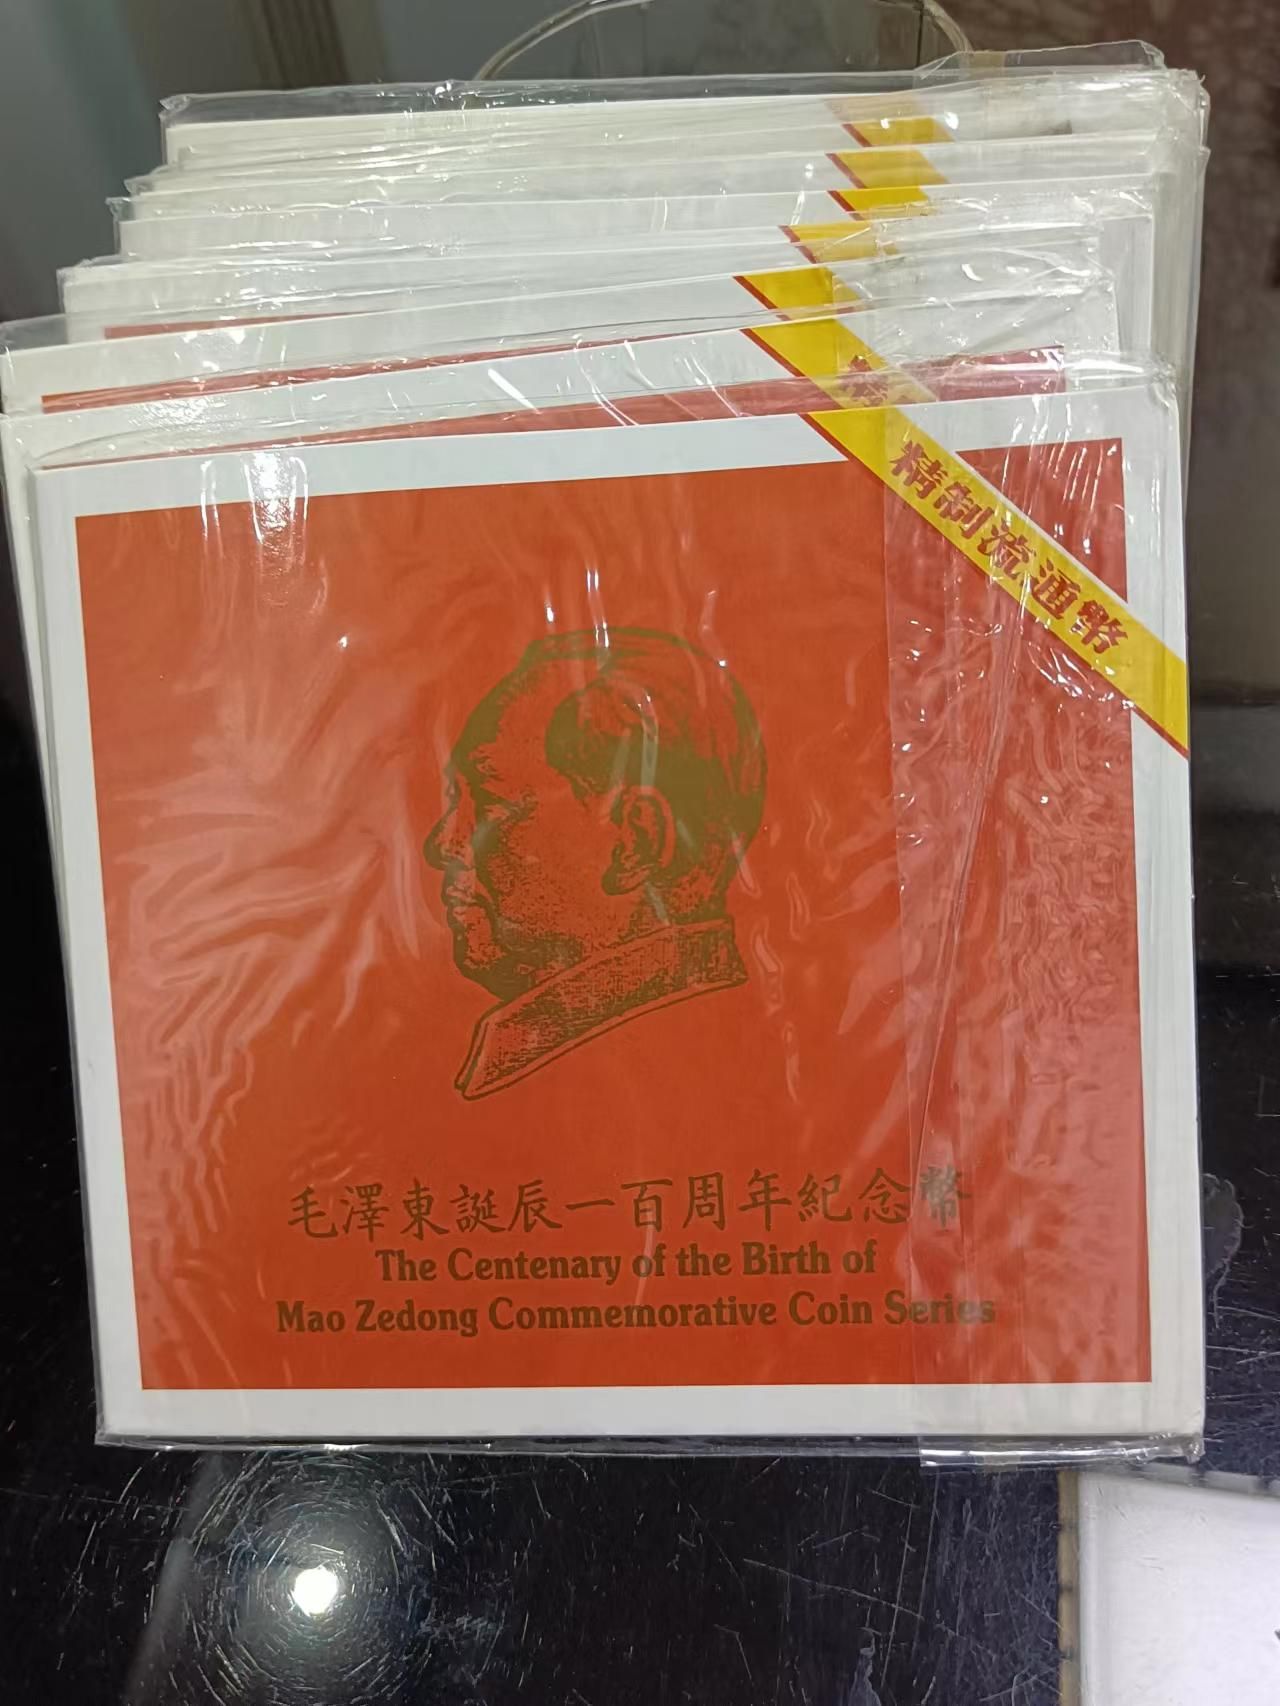 精
精制流通幣
毛澤東誕辰一百周年紀念幣
The Centenary of the Birth of
Mao Zedong Commemorative Coin Series